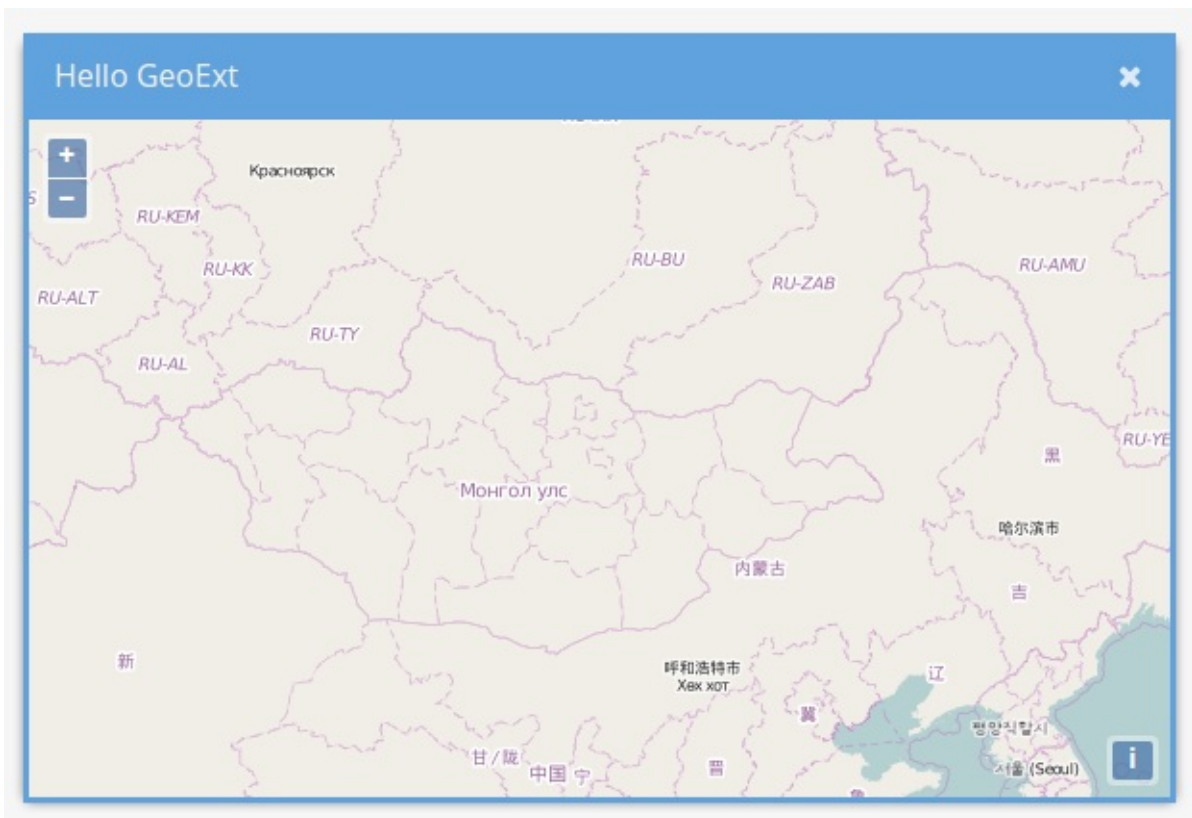 Hello GeoExt
Красноярск
RU-KEM
RU-KK
RU-BU
RU-AMU
RU-ZAB
RU-ALT
RU-TY
RU-AL
RU-YE
黑
Монгол улс
哈尔滨市
内蒙古
吉
新
呼和浩特市
Хөх хот
辽
冀
평양직할시
甘/陇
中国
宁
晋
서울 (Seoul)
i